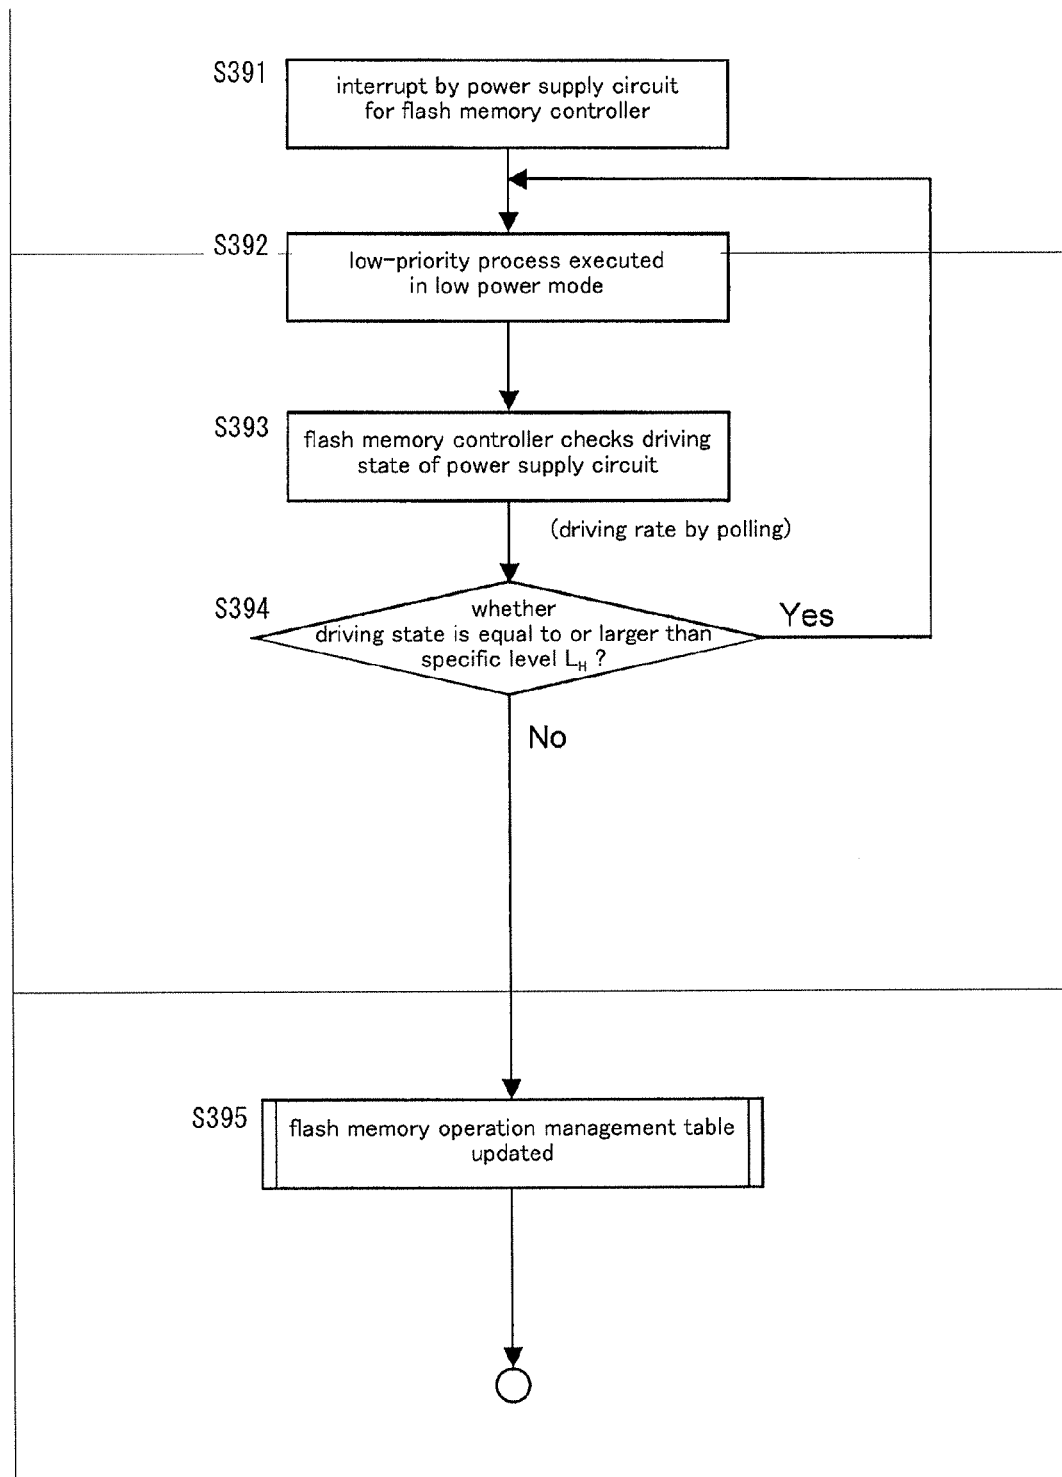 S391
interrupt by power supply circuit
for flash memory controller
S392
low-priority process executed
in low power mode
S393
flash memory controller checks driving
state of power supply circuit
(driving rate by polling)
S394
whether
driving state is equal to or larger than
specific level L_H ?
Yes
No
S395
flash memory operation management table
updated